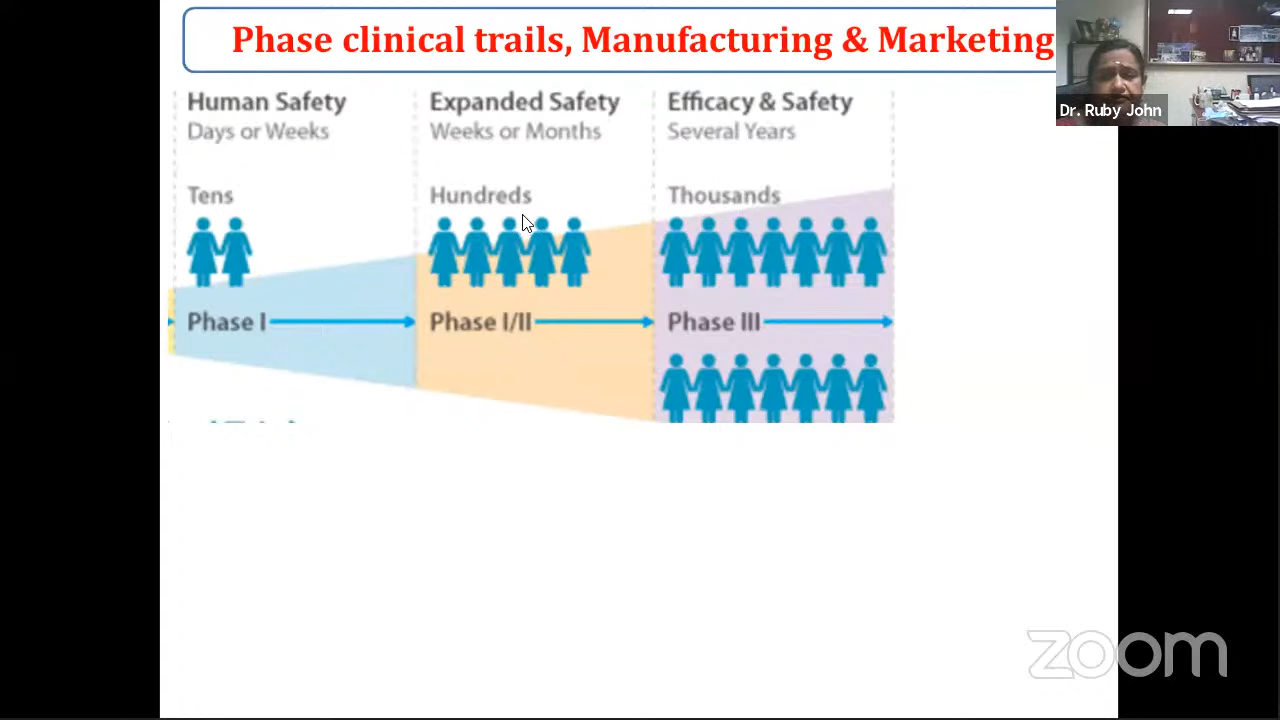 Phase clinical trails, Manufacturing & Marketing
Human Safety
Days or Weeks
Tens
Phase I
Expanded Safety
Weeks or Months
Hundreds
Phase I/II
Efficacy & Safety
Several Years
Thousands
Phase III
Dr. Ruby John
zoom